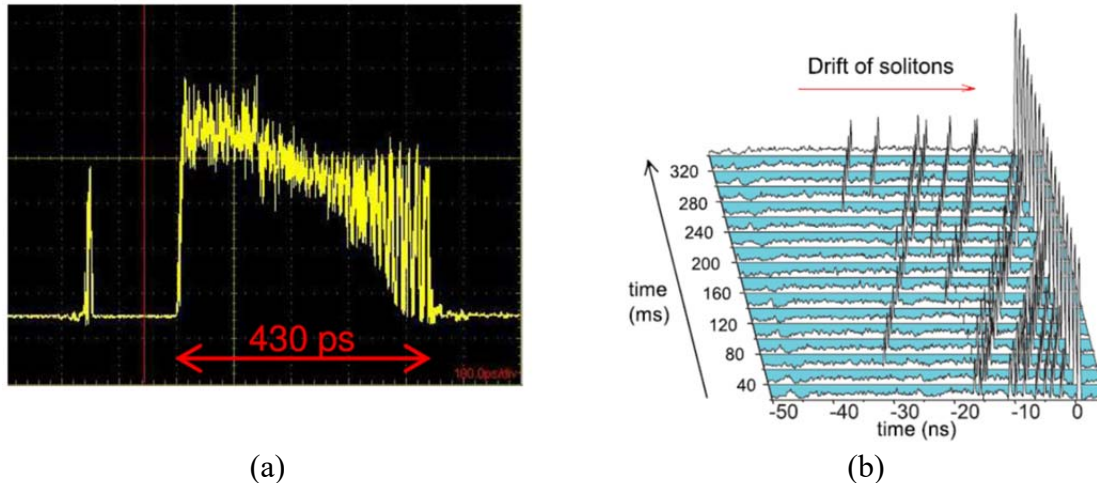 430 ps
100.0ps/div
(a)
Drift of solitons
320
280
240
200
160
120
80
40
time
(ms)
-50 -40 -30 -20 -10 0
time (ns)
(b)